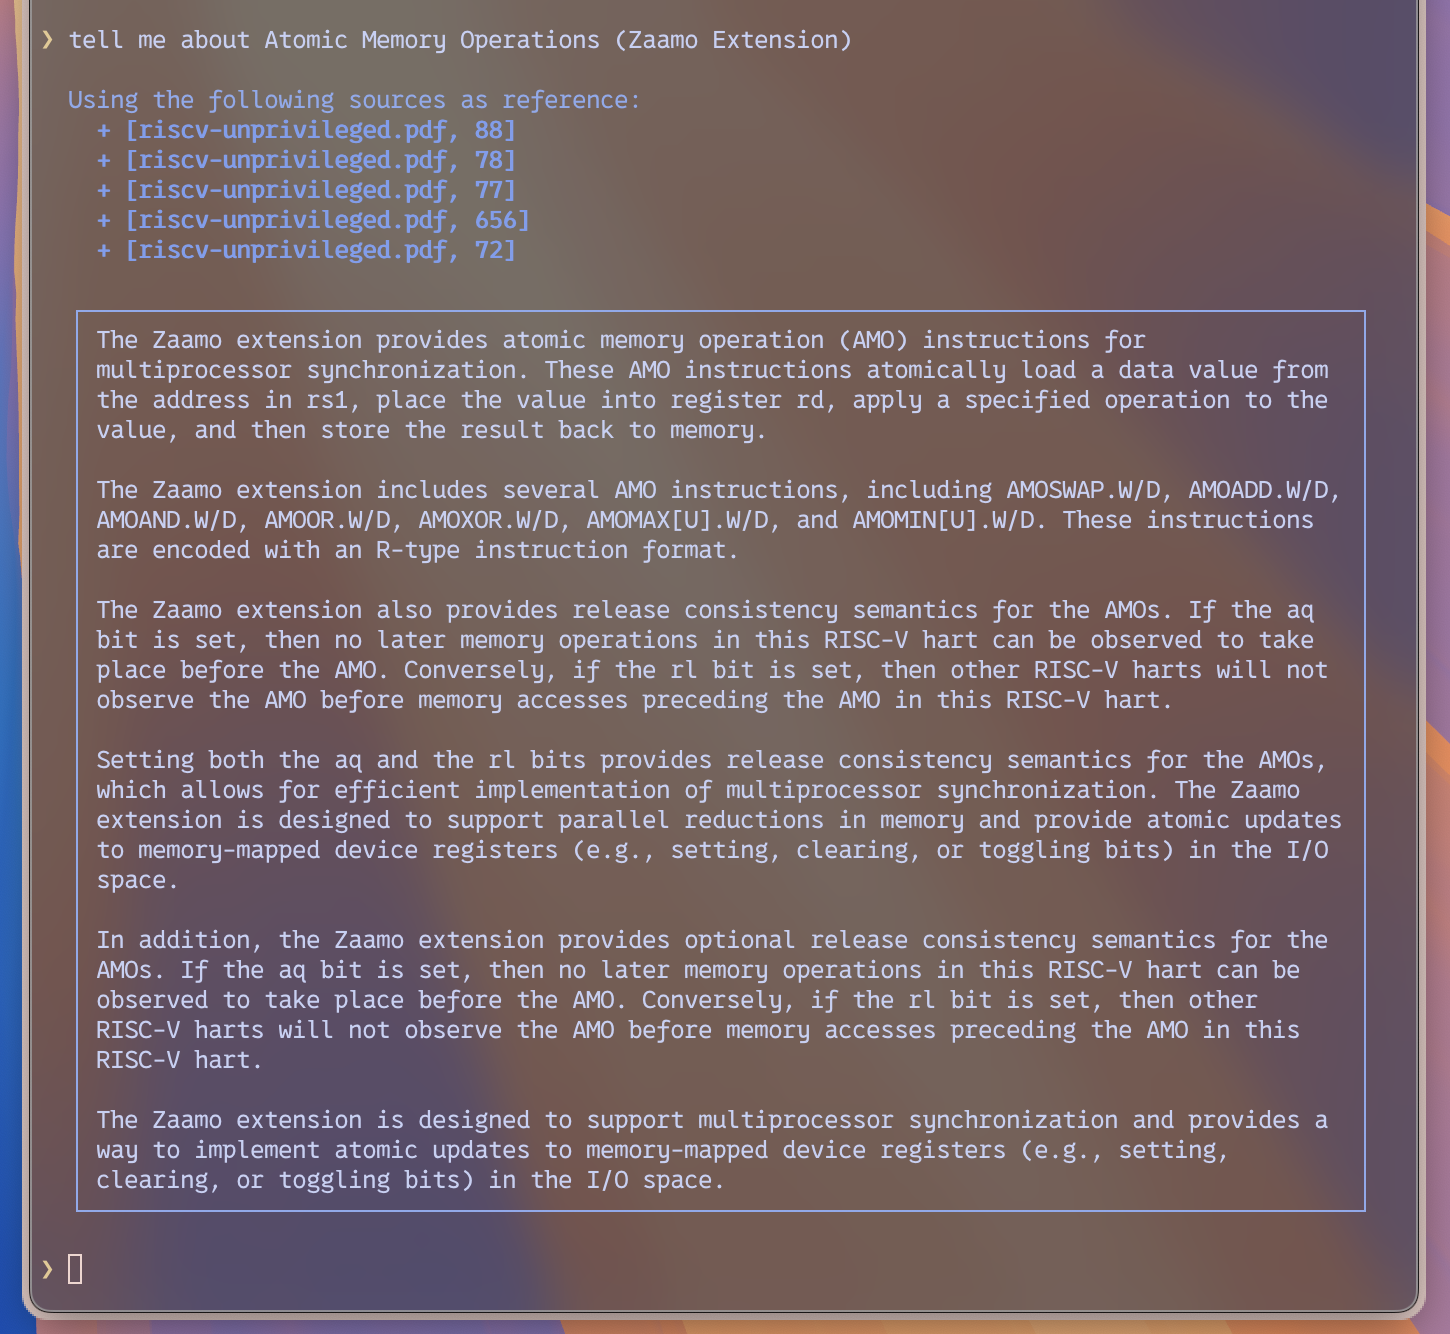 ❯ tell me about Atomic Memory Operations (Zaamo Extension)
Using the following sources as reference:
+ [riscv-unprivileged.pdf, 88]
+ [riscv-unprivileged.pdf, 78]
+ [riscv-unprivileged.pdf, 77]
+ [riscv-unprivileged.pdf, 656]
+ [riscv-unprivileged.pdf, 72]
The Zaamo extension provides atomic memory operation (AMO) instructions for
multiprocessor synchronization. These AMO instructions atomically load a data value from
the address in rs1, place the value into register rd, apply a specified operation to the
value, and then store the result back to memory.
The Zaamo extension includes several AMO instructions, including AMOSWAP.W/D, AMOADD.W/D,
AMOAND.W/D, AMOOR.W/D, AMOXOR.W/D, AMOMAX[U].W/D, and AMOMIN[U].W/D. These instructions
are encoded with an R-type instruction format.
The Zaamo extension also provides release consistency semantics for the AMOs. If the aq
bit is set, then no later memory operations in this RISC-V hart can be observed to take
place before the AMO. Conversely, if the rl bit is set, then other RISC-V harts will not
observe the AMO before memory accesses preceding the AMO in this RISC-V hart.
Setting both the aq and the rl bits provides release consistency semantics for the AMOs,
which allows for efficient implementation of multiprocessor synchronization. The Zaamo
extension is designed to support parallel reductions in memory and provide atomic updates
to memory-mapped device registers (e.g., setting, clearing, or toggling bits) in the I/O
space.
In addition, the Zaamo extension provides optional release consistency semantics for the
AMOs. If the aq bit is set, then no later memory operations in this RISC-V hart can be
observed to take place before the AMO. Conversely, if the rl bit is set, then other
RISC-V harts will not observe the AMO before memory accesses preceding the AMO in this
RISC-V hart.
The Zaamo extension is designed to support multiprocessor synchronization and provides a
way to implement atomic updates to memory-mapped device registers (e.g., setting,
clearing, or toggling bits) in the I/O space.
❯